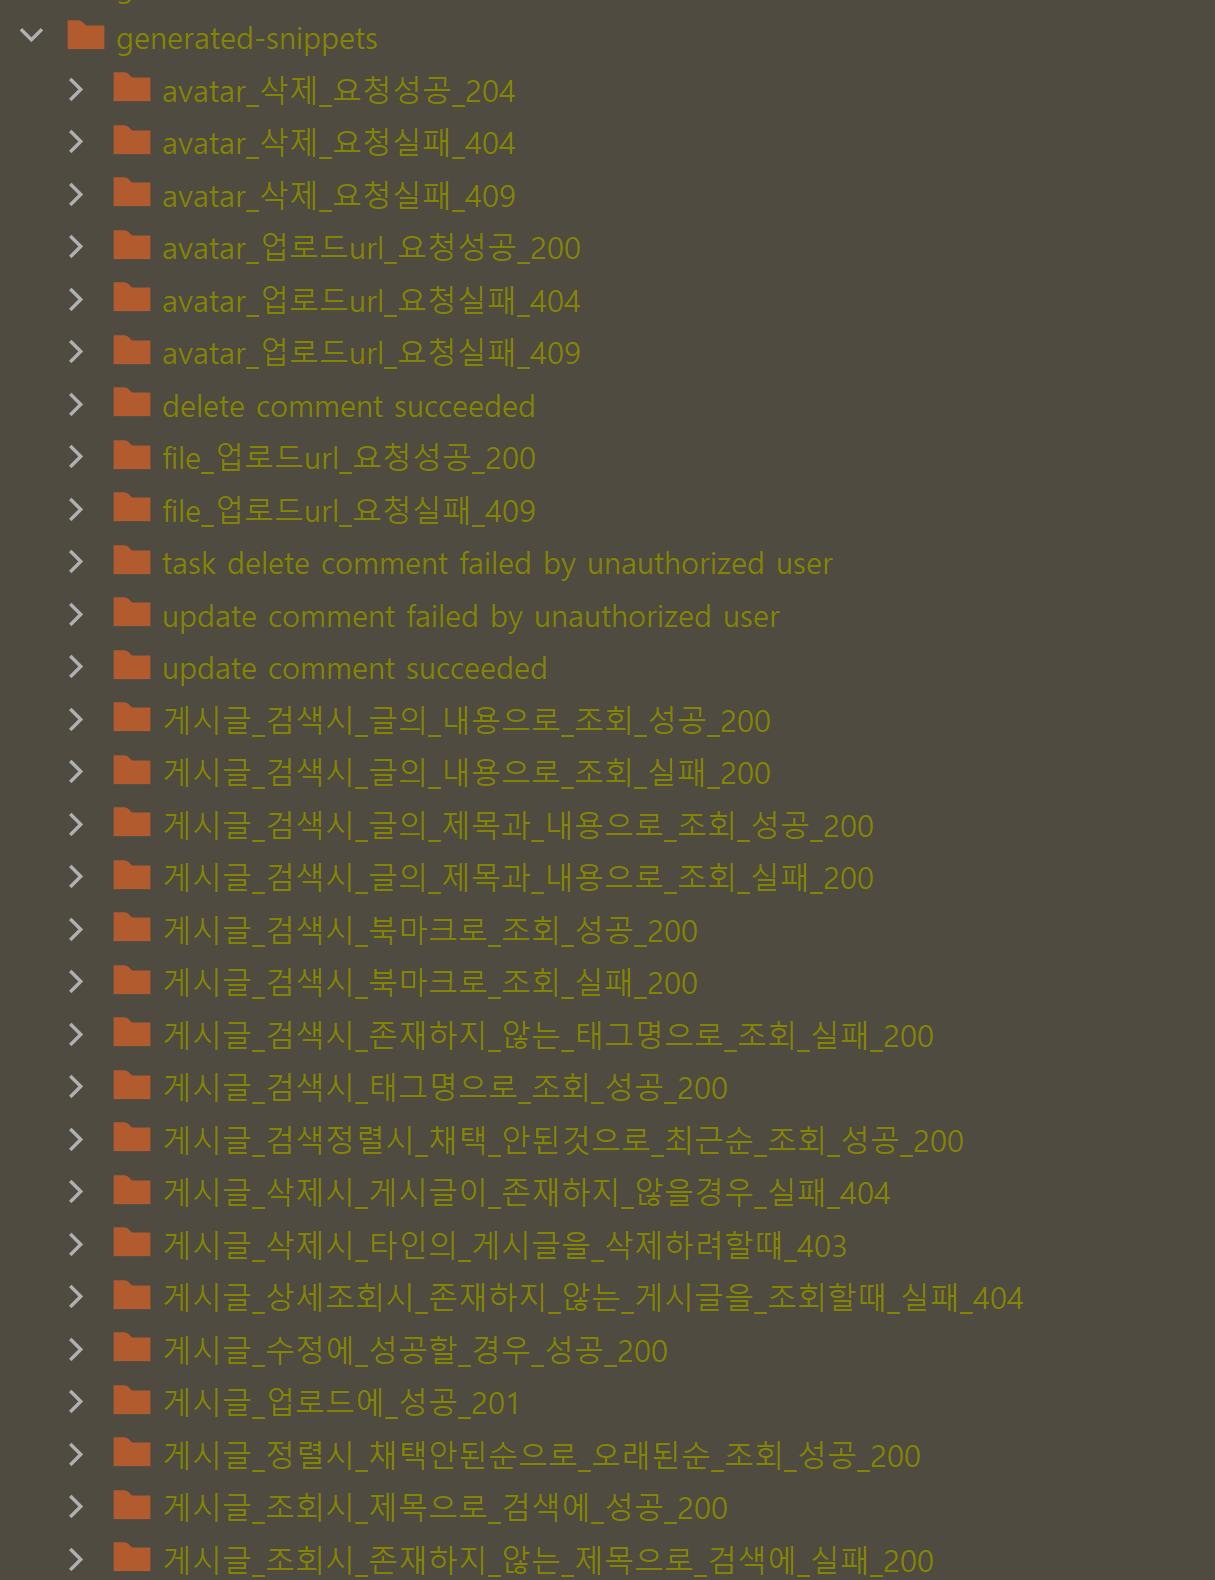 generated-snippets
avatar_삭제_요청성공_204
avatar_삭제_요청실패_404
avatar_삭제_요청실패_409
avatar_업로드url_요청성공_200
avatar_업로드url_요청실패_404
avatar_업로드url_요청실패_409
delete comment succeeded
file_업로드url_요청성공_200
file_업로드url_요청실패_409
task delete comment failed by unauthorized user
update comment failed by unauthorized user
update comment succeeded
게시글_검색시_글의_내용으로_조회_성공_200
게시글_검색시_글의_내용으로_조회_실패_200
게시글_검색시_글의_제목과_내용으로_조회_성공_200
게시글_검색시_글의_제목과_내용으로_조회_실패_200
게시글_검색시_북마크로_조회_성공_200
게시글_검색시_북마크로_조회_실패_200
게시글_검색시_존재하지_않는_태그명으로_조회_실패_200
게시글_검색시_태그명으로_조회_성공_200
게시글_검색정렬시_채택_안된것으로_최근순_조회_성공_200
게시글_삭제시_게시글이_존재하지_않을경우_실패_404
게시글_삭제시_타인의_게시글을_삭제하려할떄_403
게시글_상세조회시_존재하지_않는_게시글을_조회할때_실패_404
게시글_수정에_성공할_경우_성공_200
게시글_업로드에_성공_201
게시글_정렬시_채택안된순으로_오래된순_조회_성공_200
게시글_조회시_제목으로_검색에_성공_200
게시글_조회시_존재하지_않는_제목으로_검색에_실패_200